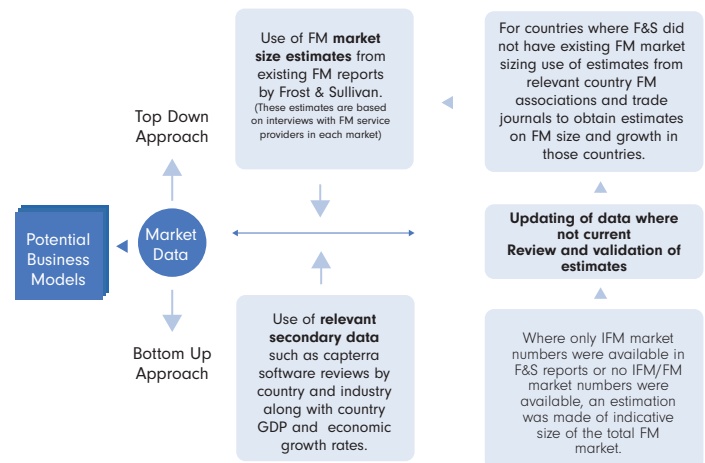 Potential
Business
Models
Market
Data
Top Down
Approach
Bottom Up
Approach
Use of FM market
size estimates from
existing FM reports
by Frost & Sullivan.
(These estimates are based
on interviews with FM service
providers in each market)
Use of relevant
secondary data
such as capterra
software reviews by
country and industry
along with country
GDP and economic
growth rates.
For countries where F&S did
not have existing FM market
sizing use of estimates from
relevant country FM
associations and trade
journals to obtain estimates
on FM size and growth in
those countries.
Updating of data where
not current
Review and validation of
estimates
Where only IFM market
numbers were available in
F&S reports or no IFM/FM
market numbers were
available, an estimation
was made of indicative
size of the total FM
market.